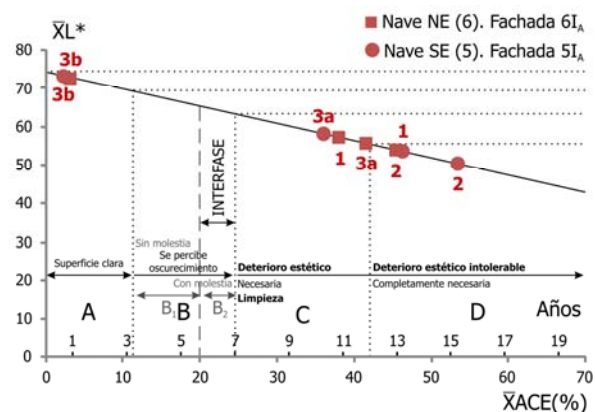 X̅L*
Nave NE (6). Fachada 6I_A
Nave SE (5). Fachada 5I_A
80
70
60
50
40
30
20
10
0
3b
3b
3a
1
1
3a
2
2
INTERFASE
Sin molestia
Superficie clara
Se percibe
oscurecimiento
Con molestia
Deterioro estético
Necesaria
Limpieza
Deterioro estético intolerable
Completamente necesaria
A
B₁
B
B₂
C
D
Años
1 3 5 7 9 11 13 15 17 19
0 10 20 30 40 50 60 70
X̅ACE(%)